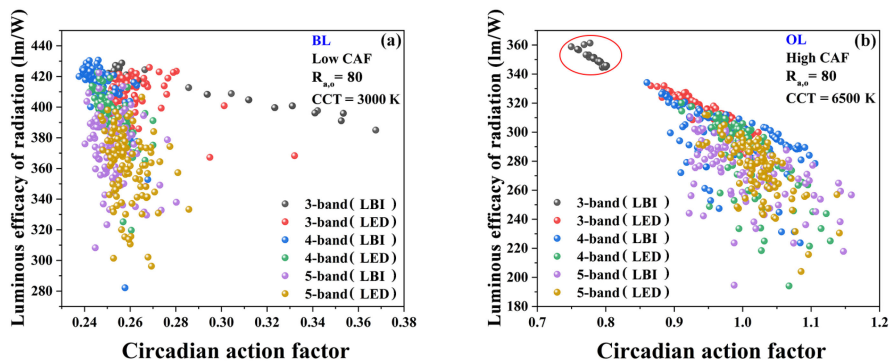 BL
(a)
Low CAF
Ra,o = 80
CCT = 3000 K
3-band ( LBI )
3-band ( LED )
4-band ( LBI )
4-band ( LED )
5-band ( LBI )
5-band ( LED )
Luminous efficacy of radiation (lm/W)
440
420
400
380
360
340
320
300
280
0.24 0.26 0.28 0.30 0.32 0.34 0.36 0.38
Circadian action factor
OL
(b)
High CAF
Ra,o = 80
CCT = 6500 K
3-band ( LBI )
3-band ( LED )
4-band ( LBI )
4-band ( LED )
5-band ( LBI )
5-band ( LED )
Luminous efficacy of radiation (lm/W)
360
340
320
300
280
260
240
220
200
180
0.7 0.8 0.9 1.0 1.1 1.2
Circadian action factor